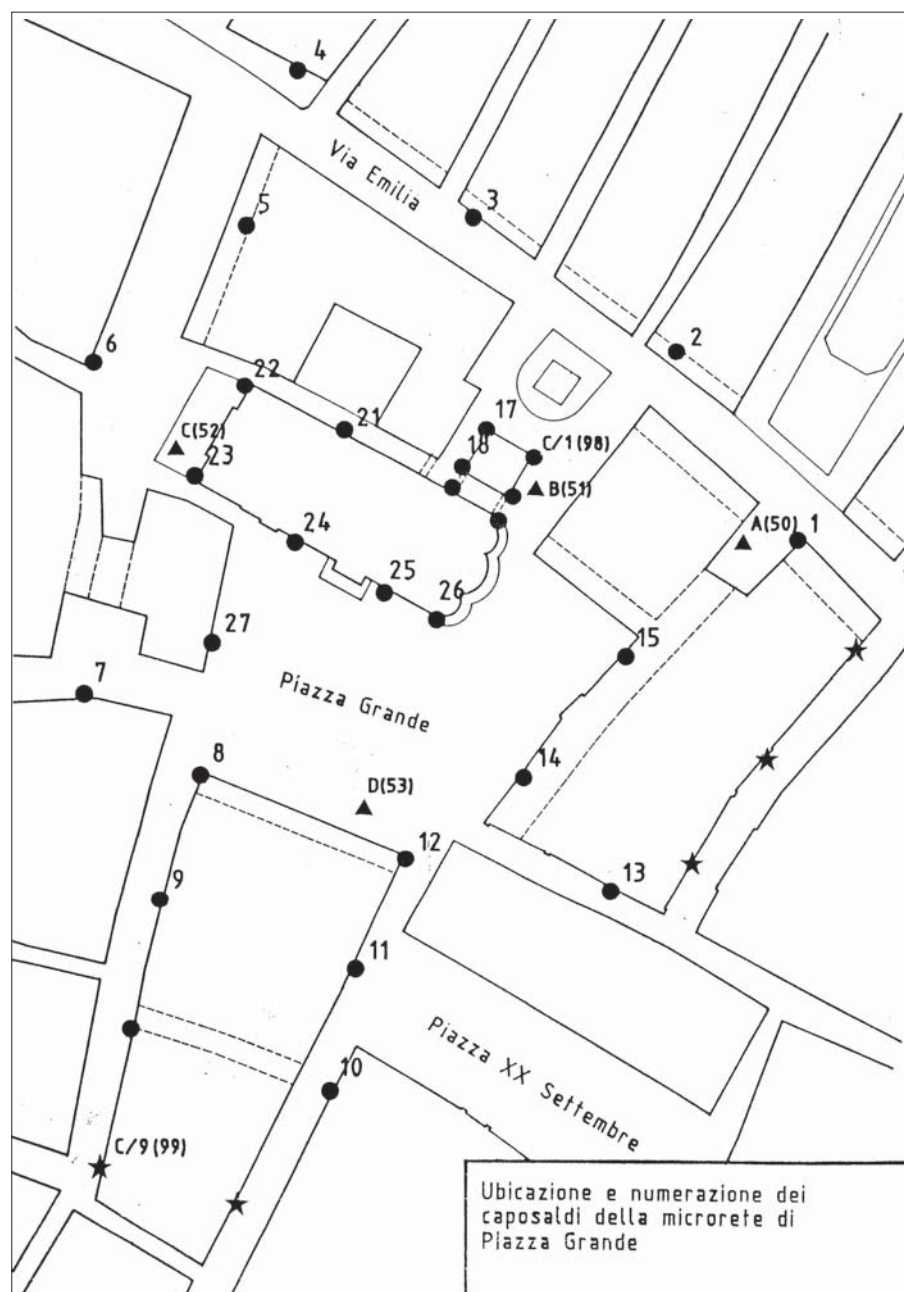 4
Via Emilia
3
5
2
6
22
21
17
C(52)
18
C/1(98)
23
B(51)
A(50)
1
24
25
26
27
15
7
Piazza Grande
8
D(53)
14
12
13
9
11
Piazza XX Settembre
10
C/9(99)
Ubicazione e numerazione dei
caposaldi della microrete di
Piazza Grande